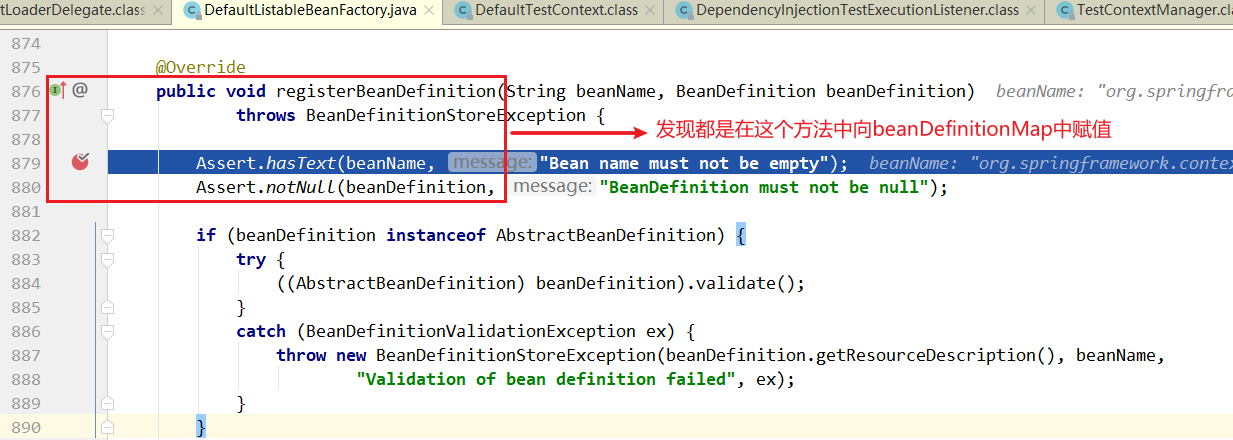 tLoaderDelegate.class DefaultListableBeanFactory.java DefaultTestContext.class DependencyInjectionTestExecutionListener.class TestContextManager.cl
874
875 @Override
876 public void registerBeanDefinition(String beanName, BeanDefinition beanDefinition) beanName: "org.springfra
877 throws BeanDefinitionStoreException {
发现都是在这个方法中向beanDefinitionMap中赋值
878
879 Assert.hasText(beanName, message: "Bean name must not be empty"); beanName: "org.springframework.contex
880 Assert.notNull(beanDefinition, message: "BeanDefinition must not be null");
881
882 if (beanDefinition instanceof AbstractBeanDefinition) {
883 try {
884 ((AbstractBeanDefinition) beanDefinition).validate();
885 }
886 catch (BeanDefinitionValidationException ex) {
887 throw new BeanDefinitionStoreException(beanDefinition.getResourceDescription(), beanName,
888 "Validation of bean definition failed", ex);
889 }
890 }